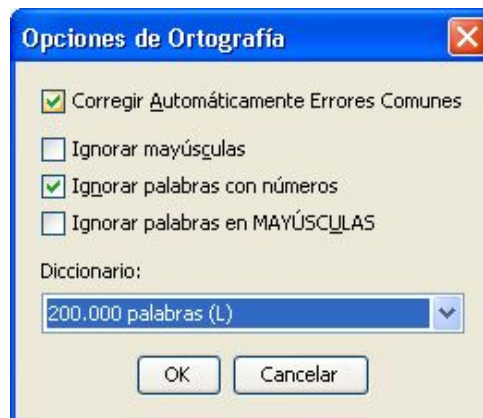 Opciones de Ortografía
Corregir Automáticamente Errores Comunes
Ignorar mayúsculas
Ignorar palabras con números
Ignorar palabras en MAYÚSCULAS
Diccionario:
200.000 palabras (L)
OK Cancelar